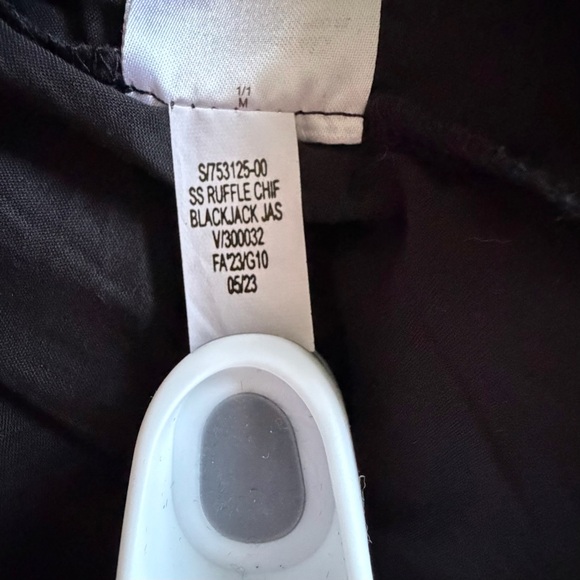 1/1
M
S/753125-00
SS RUFFLE CHIF
BLACKJACK JAS
V/300032
FA'23/G10
05/23